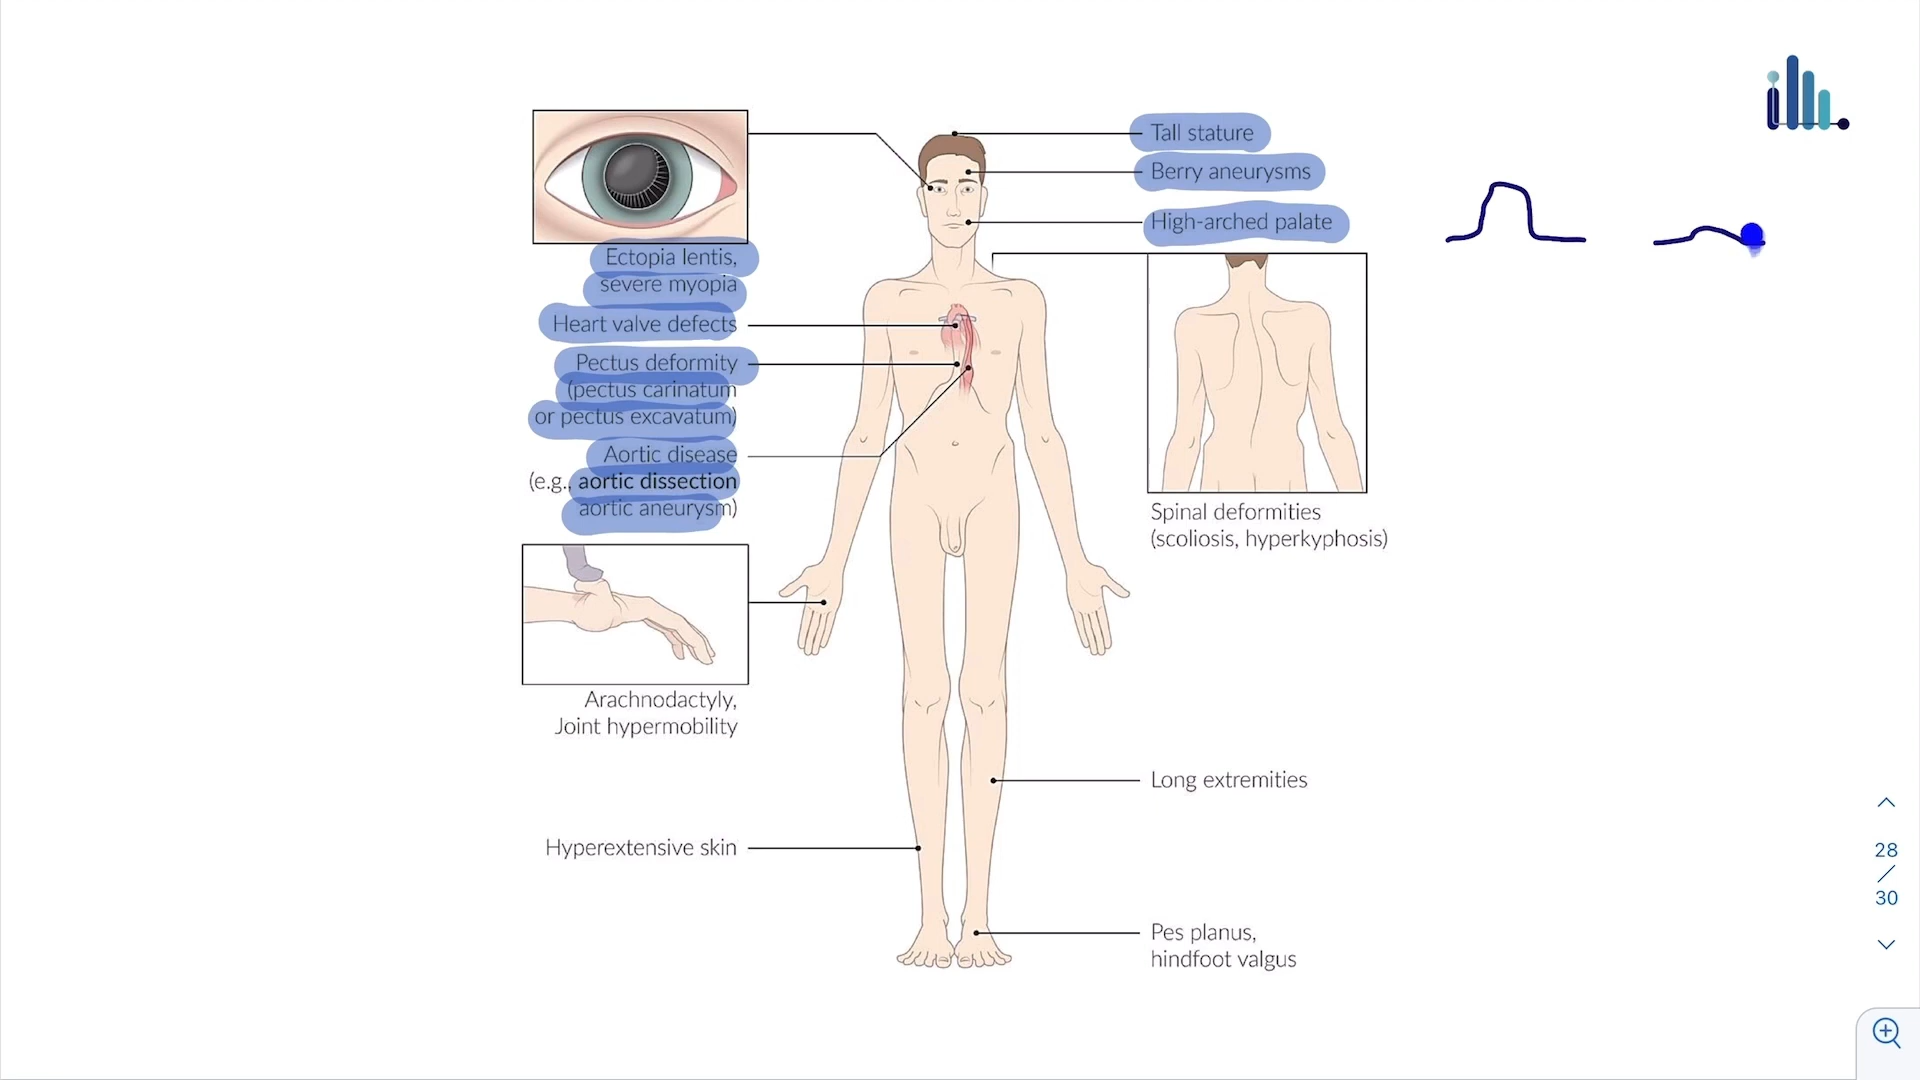 Tall stature
Berry aneurysms
High-arched palate
Ectopia lentis,
severe myopia
Heart valve defects
Pectus deformity
(pectus carinatum
or pectus excavatum)
Aortic disease
(e.g., aortic dissection
aortic aneurysm)
Spinal deformities
(scoliosis, hyperkyphosis)
Arachnodactyly,
Joint hypermobility
Long extremities
Hyperextensive skin
Pes planus,
hindfoot valgus
28
/
30